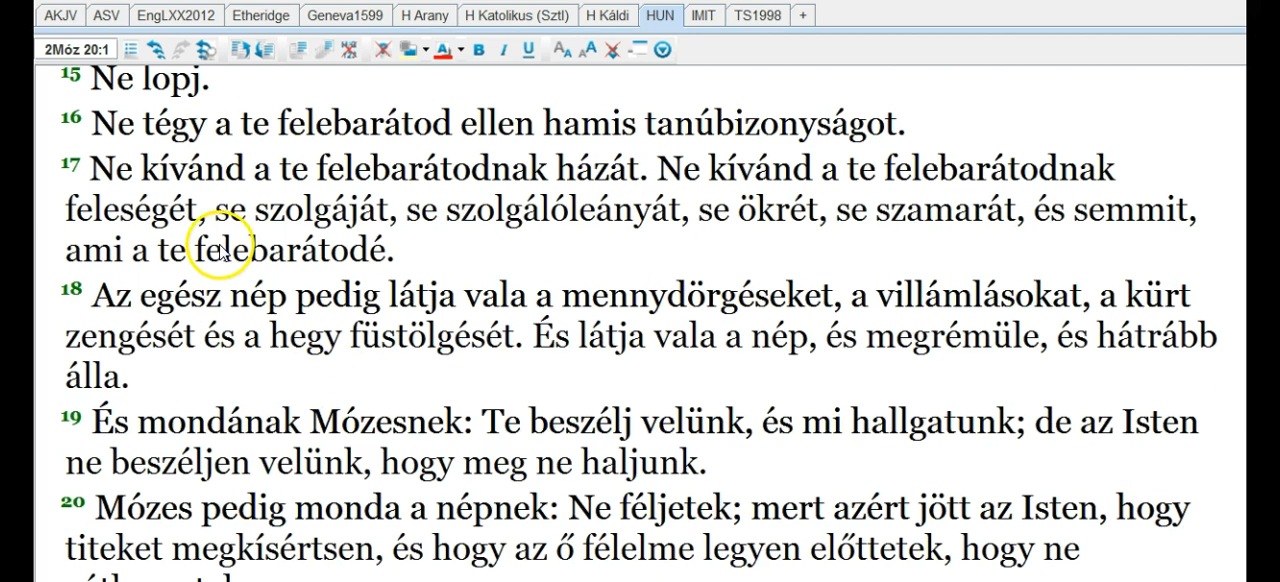 AKJV ASV EngLXX2012 Etheridge Geneva1599 H Arany H Katolikus (Sztl) H Káldi HUN IMIT TS1998 +
2Móz 20:1
15 Ne lopj.
16 Ne tégy a te felebarátod ellen hamis tanúbizonyságot.
17 Ne kívánd a te felebarátodnak házát. Ne kívánd a te felebarátodnak
feleségét, se szolgáját, se szolgálóleányát, se ökrét, se szamarát, és semmit,
ami a te felebarátodé.
18 Az egész nép pedig látja vala a mennydörgéseket, a villámlásokat, a kürt
zengését és a hegy füstölgését. És látja vala a nép, és megrémüle, és hátrább
álla.
19 És mondának Mózesnek: Te beszélj velünk, és mi hallgatunk; de az Isten
ne beszéljen velünk, hogy meg ne haljunk.
20 Mózes pedig monda a népnek: Ne féljetek; mert azért jött az Isten, hogy
titeket megkísértsen, és hogy az ő félelme legyen előttetek, hogy ne